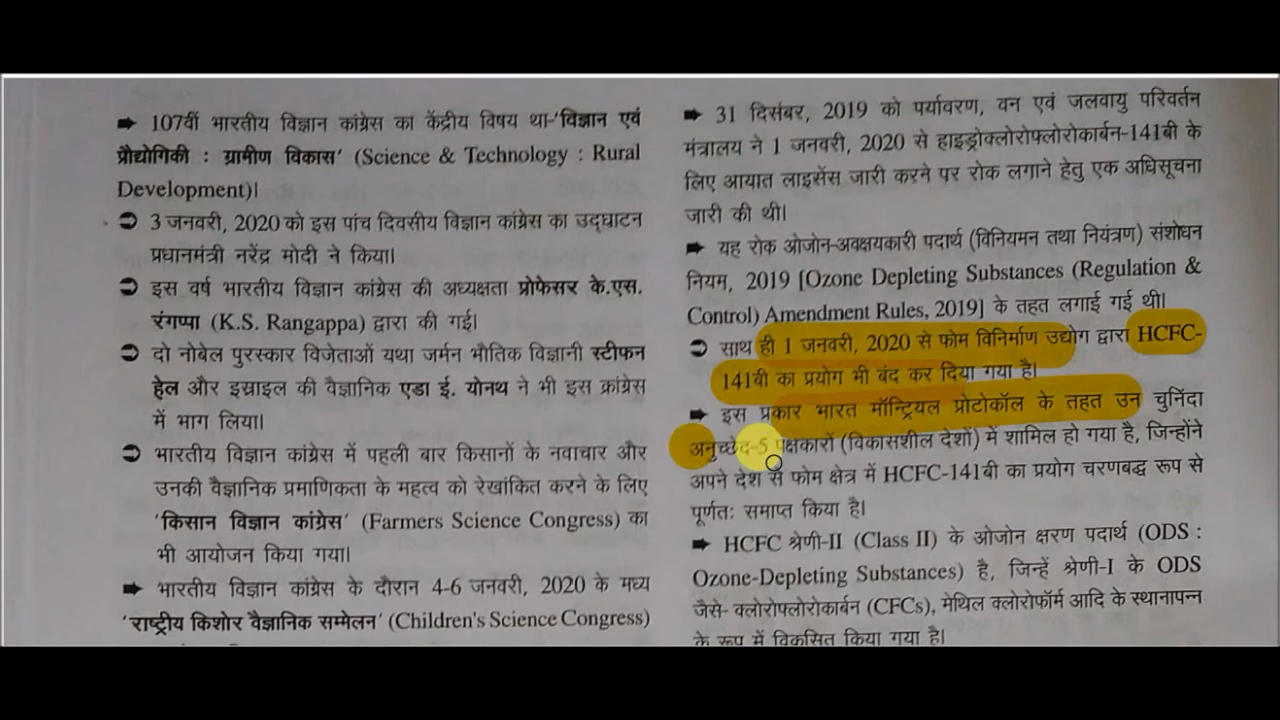 ➡ 107वीं भारतीय विज्ञान कांग्रेस का केंद्रीय विषय था-'विज्ञान एवं
प्रौद्योगिकी : ग्रामीण विकास' (Science & Technology : Rural
Development)।
➲ 3 जनवरी, 2020 को इस पांच दिवसीय विज्ञान कांग्रेस का उद्घाटन
प्रधानमंत्री नरेंद्र मोदी ने किया।
➲ इस वर्ष भारतीय विज्ञान कांग्रेस की अध्यक्षता प्रोफेसर के.एस.
रंगप्पा (K.S. Rangappa) द्वारा की गई।
➲ दो नोबेल पुरस्कार विजेताओं यथा जर्मन भौतिक विज्ञानी स्टीफन
हेल और इस्राइल की वैज्ञानिक एडा ई. योनथ ने भी इस क्रांग्रेस
में भाग लिया।
➲ भारतीय विज्ञान कांग्रेस में पहली बार किसानों के नवाचार और
उनकी वैज्ञानिक प्रमाणिकता के महत्व को रेखांकित करने के लिए
'किसान विज्ञान कांग्रेस' (Farmers Science Congress) का
भी आयोजन किया गया।
➡ भारतीय विज्ञान कांग्रेस के दौरान 4-6 जनवरी, 2020 के मध्य
'राष्ट्रीय किशोर वैज्ञानिक सम्मेलन' (Children's Science Congress)
➡ 31 दिसंबर, 2019 को पर्यावरण, वन एवं जलवायु परिवर्तन
मंत्रालय ने 1 जनवरी, 2020 से हाइड्रोक्लोरोफ्लोरोकार्बन-141बी के
लिए आयात लाइसेंस जारी करने पर रोक लगाने हेतु एक अधिसूचना
जारी की थी।
➡ यह रोक ओजोन-अवक्षयकारी पदार्थ (विनियमन तथा नियंत्रण) संशोधन
नियम, 2019 [Ozone Depleting Substances (Regulation &
Control) Amendment Rules, 2019] के तहत लगाई गई थी।
➲ साथ ही 1 जनवरी, 2020 से फोम विनिर्माण उद्योग द्वारा HCFC-
141बी का प्रयोग भी बंद कर दिया गया है।
➡ इस प्रकार भारत मॉन्ट्रियल प्रोटोकॉल के तहत उन चुनिंदा
अनुच्छेद-5 पक्षकारों (विकासशील देशों) में शामिल हो गया है, जिन्होंने
अपने देश से फोम क्षेत्र में HCFC-141बी का प्रयोग चरणबद्ध रूप से
पूर्णतः समाप्त किया है।
➡ HCFC श्रेणी-II (Class II) के ओजोन क्षरण पदार्थ (ODS :
Ozone-Depleting Substances) है, जिन्हें श्रेणी-I के ODS
जैसे- क्लोरोफ्लोरोकार्बन (CFCs), मेथिल क्लोरोफॉर्म आदि के स्थानापन्न
के रूप में विकसित किया गया है।